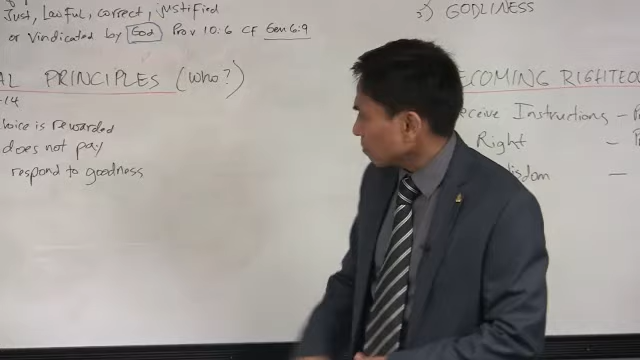 Just, Lawful, correct, justified
or vindicated by God Prov 10:6 cf Gen 6:9
AL PRINCIPLES (who?)
-14
hoice is rewarded
does not pay
respond to goodness
3) GODLINESS
ECOMING RIGHTEOU
eceive Instructions - P
Right - P
isdom -